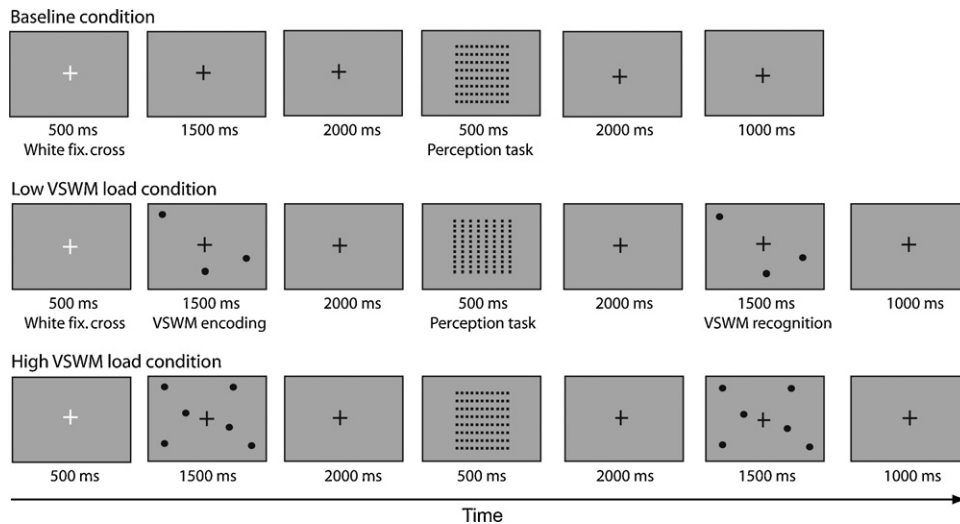 Baseline condition
500 ms 1500 ms 2000 ms 500 ms 2000 ms 1000 ms
White fix. cross Perception task
Low VSWM load condition
500 ms 1500 ms 2000 ms 500 ms 2000 ms 1500 ms 1000 ms
White fix. cross VSWM encoding Perception task VSWM recognition
High VSWM load condition
500 ms 1500 ms 2000 ms 500 ms 2000 ms 1500 ms 1000 ms
Time